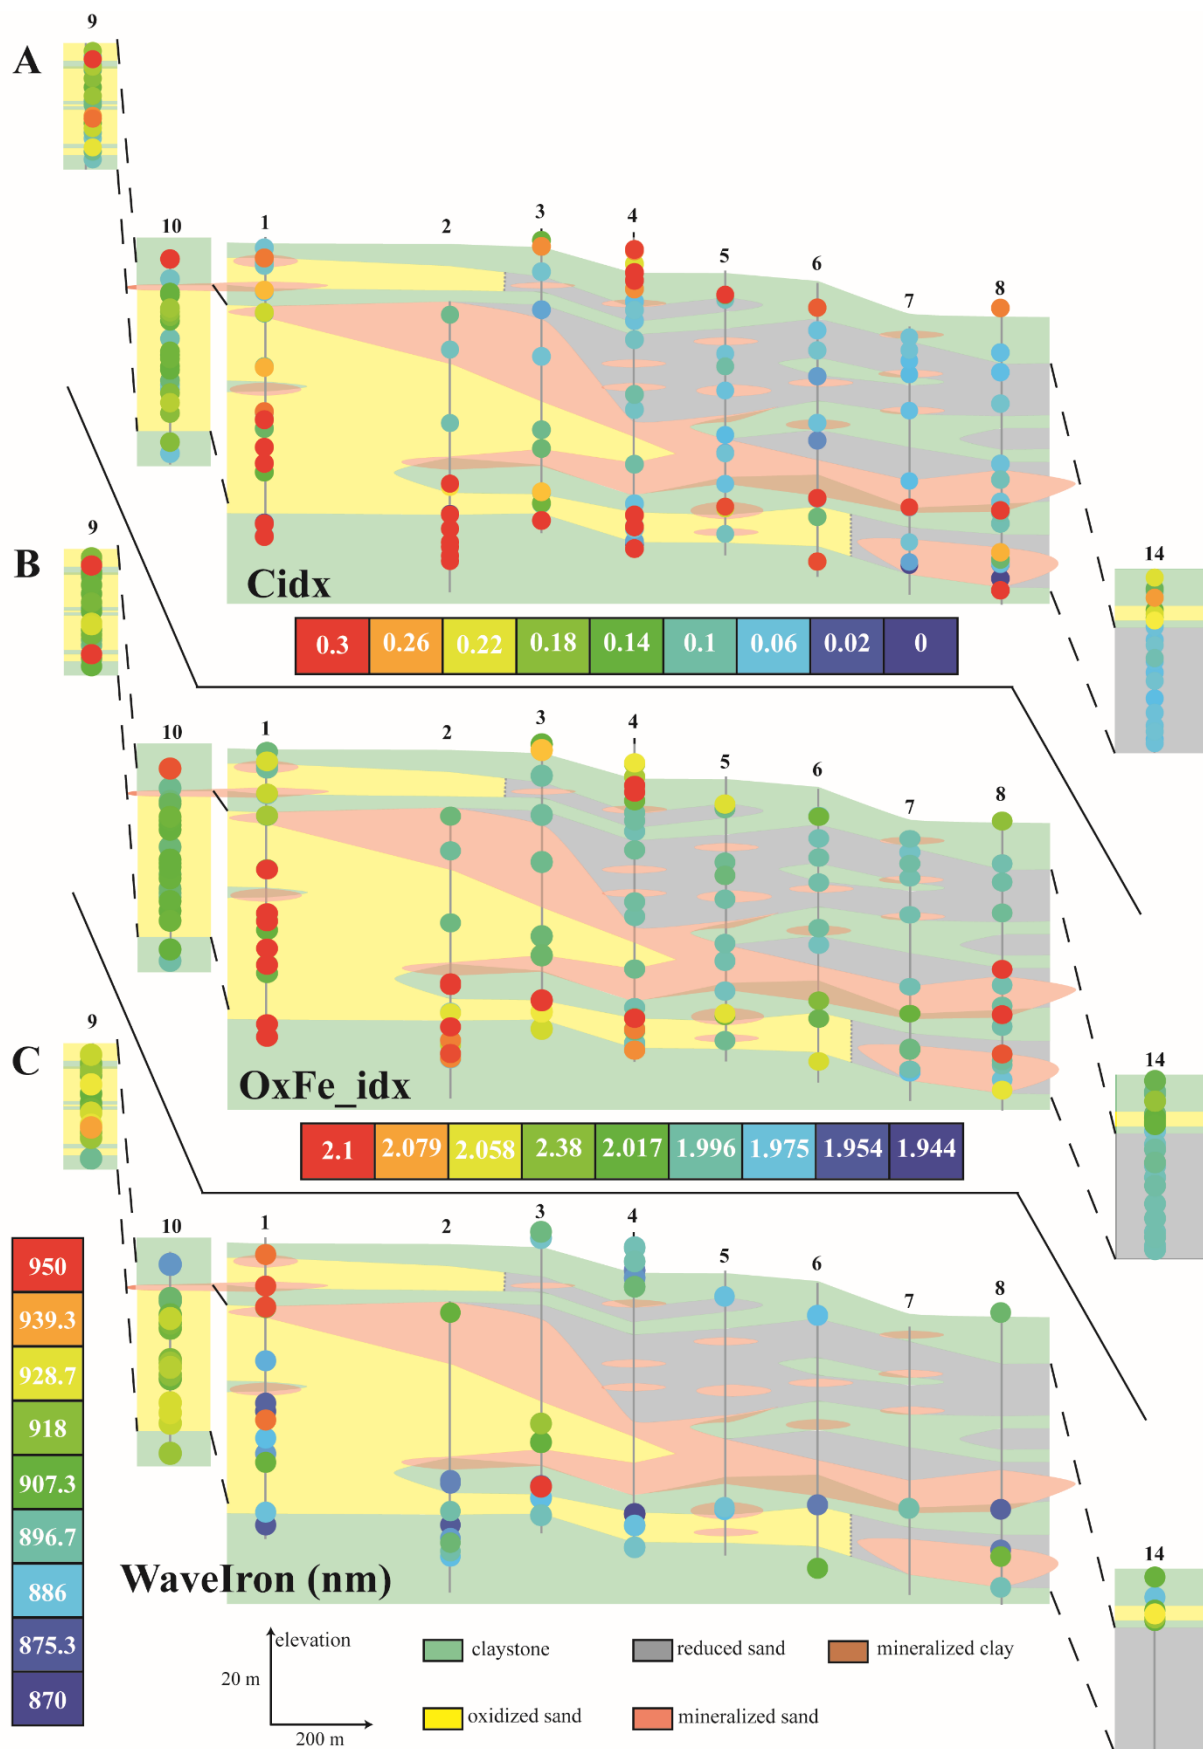 A
9
10
1
2
3
4
5
6
7
8
14
Cidx
0.3 0.26 0.22 0.18 0.14 0.1 0.06 0.02 0
B
9
10
1
2
3
4
5
6
7
8
14
OxFe_idx
2.1 2.079 2.058 2.38 2.017 1.996 1.975 1.954 1.944
C
9
10
1
2
3
4
5
6
7
8
14
950
939.3
928.7
918
907.3
896.7
886
875.3
870
WaveIron (nm)
elevation
20 m
200 m
claystone
reduced sand
mineralized clay
oxidized sand
mineralized sand